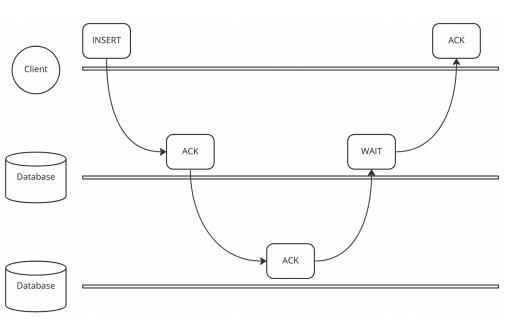 INSERT
ACK
Client
ACK
WAIT
Database
ACK
Database